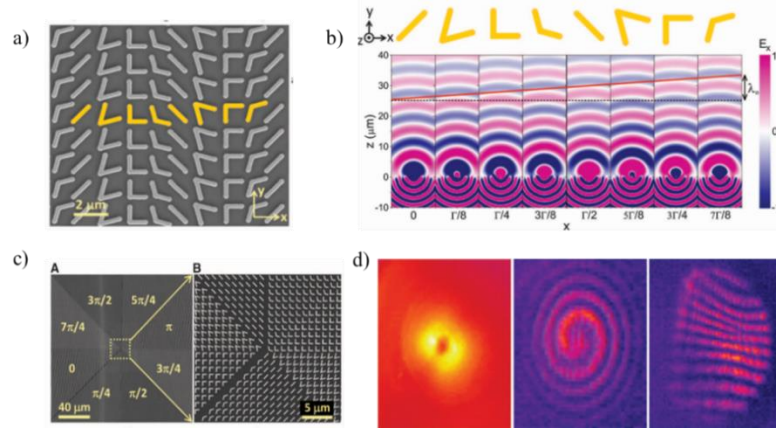 a)
2 μm
y
x
b)
y
z
x
E_x
40
30
20
10
0
-10
z (μm)
λ₀
1
0
-
0
Γ/8
Γ/4
3Γ/8
Γ/2
5Γ/8
3Γ/4
7Γ/8
x
c)
A
B
3π/2
5π/4
7π/4
π
0
3π/4
π/4
π/2
40 μm
5 μm
d)